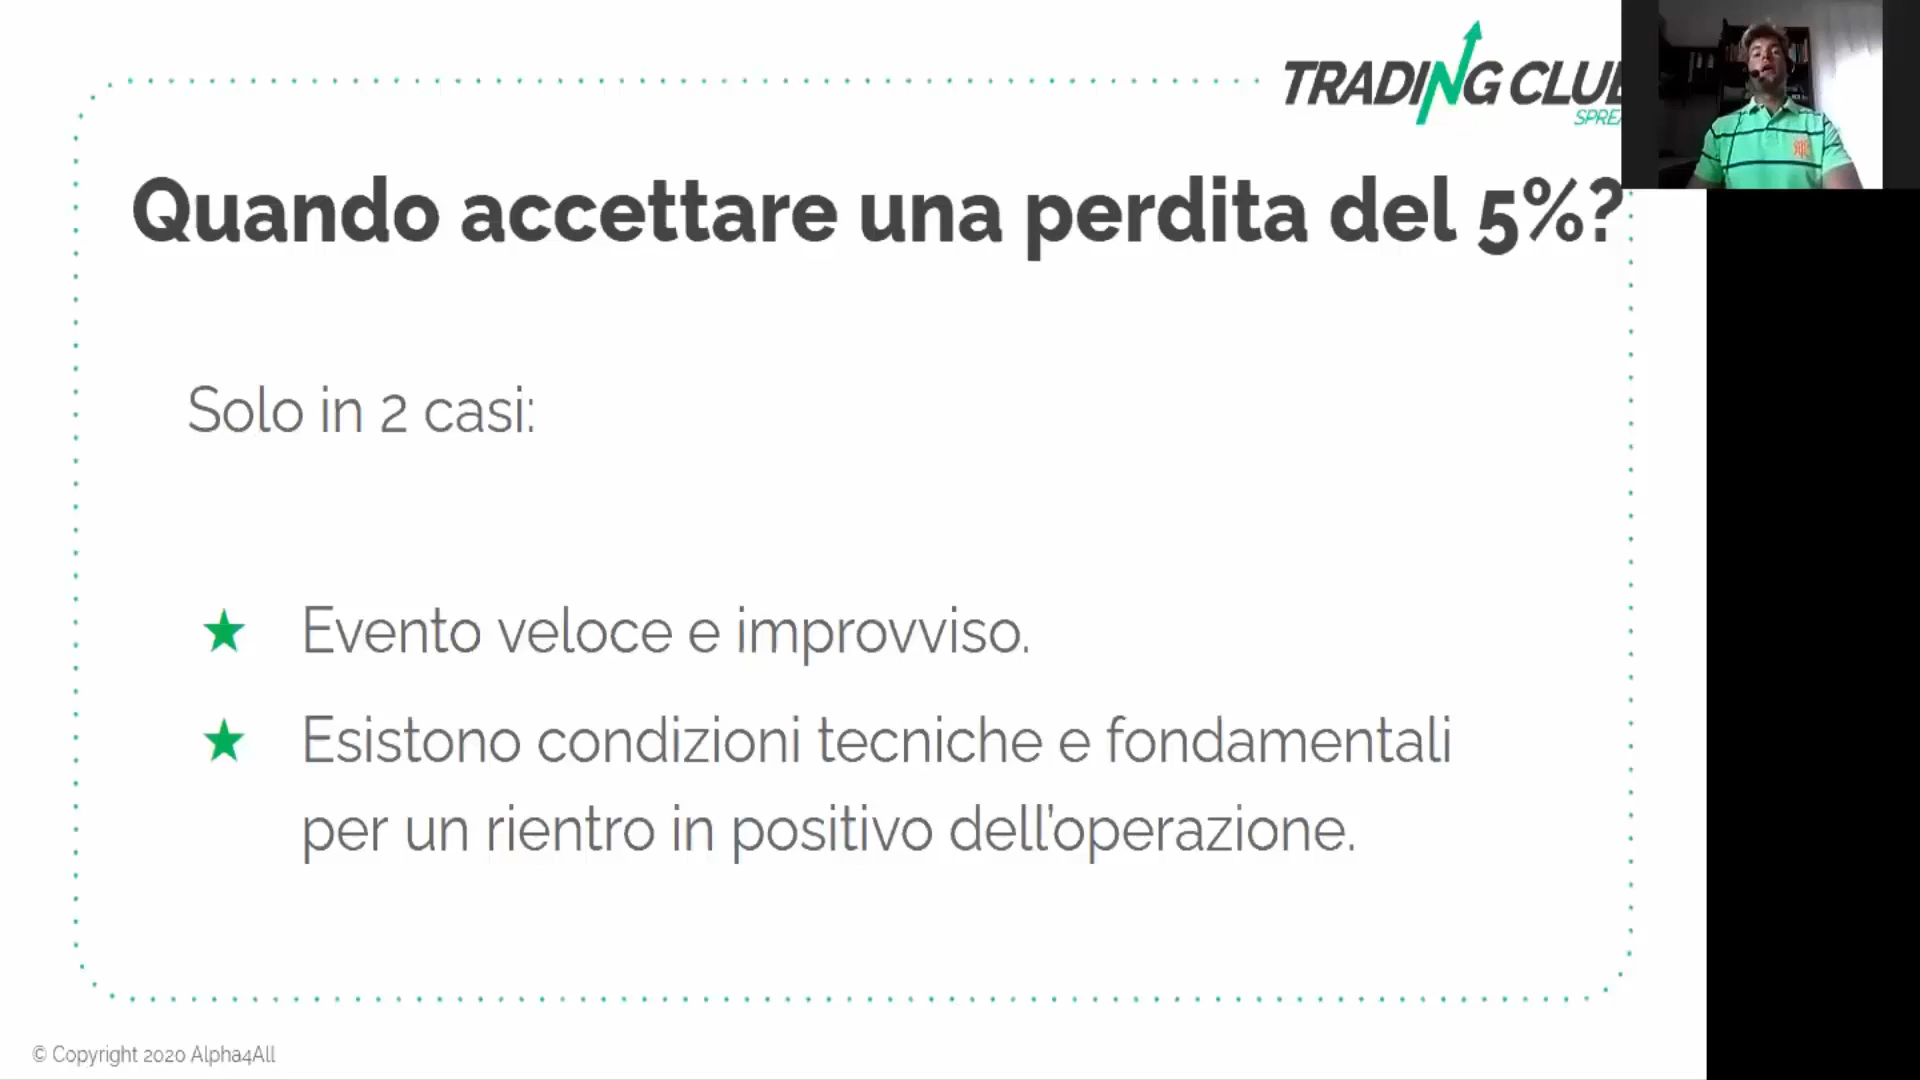 TRADING CLUB
Quando accettare una perdita del 5%?
Solo in 2 casi:
★ Evento veloce e improvviso.
★ Esistono condizioni tecniche e fondamentali
per un rientro in positivo dell'operazione.
© Copyright 2020 Alpha4All